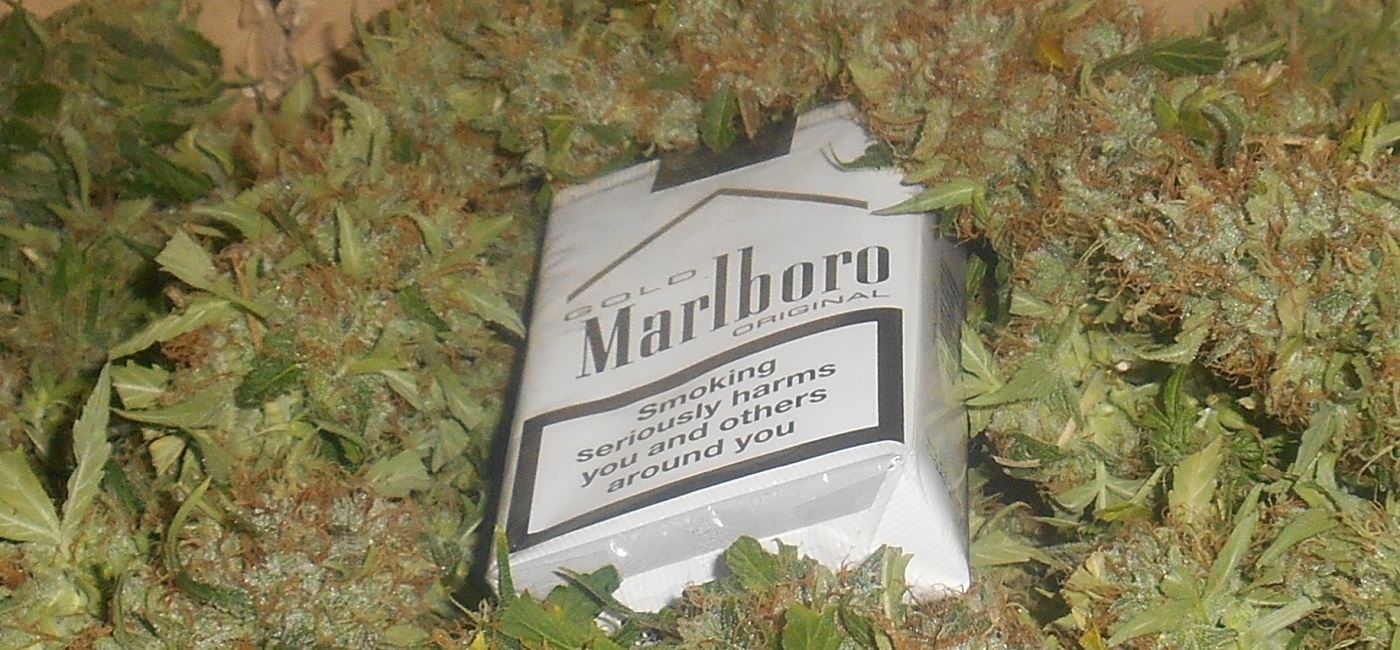 GOLD
Marlboro
ORIGINAL
Smoking
seriously harms
you and others
around you